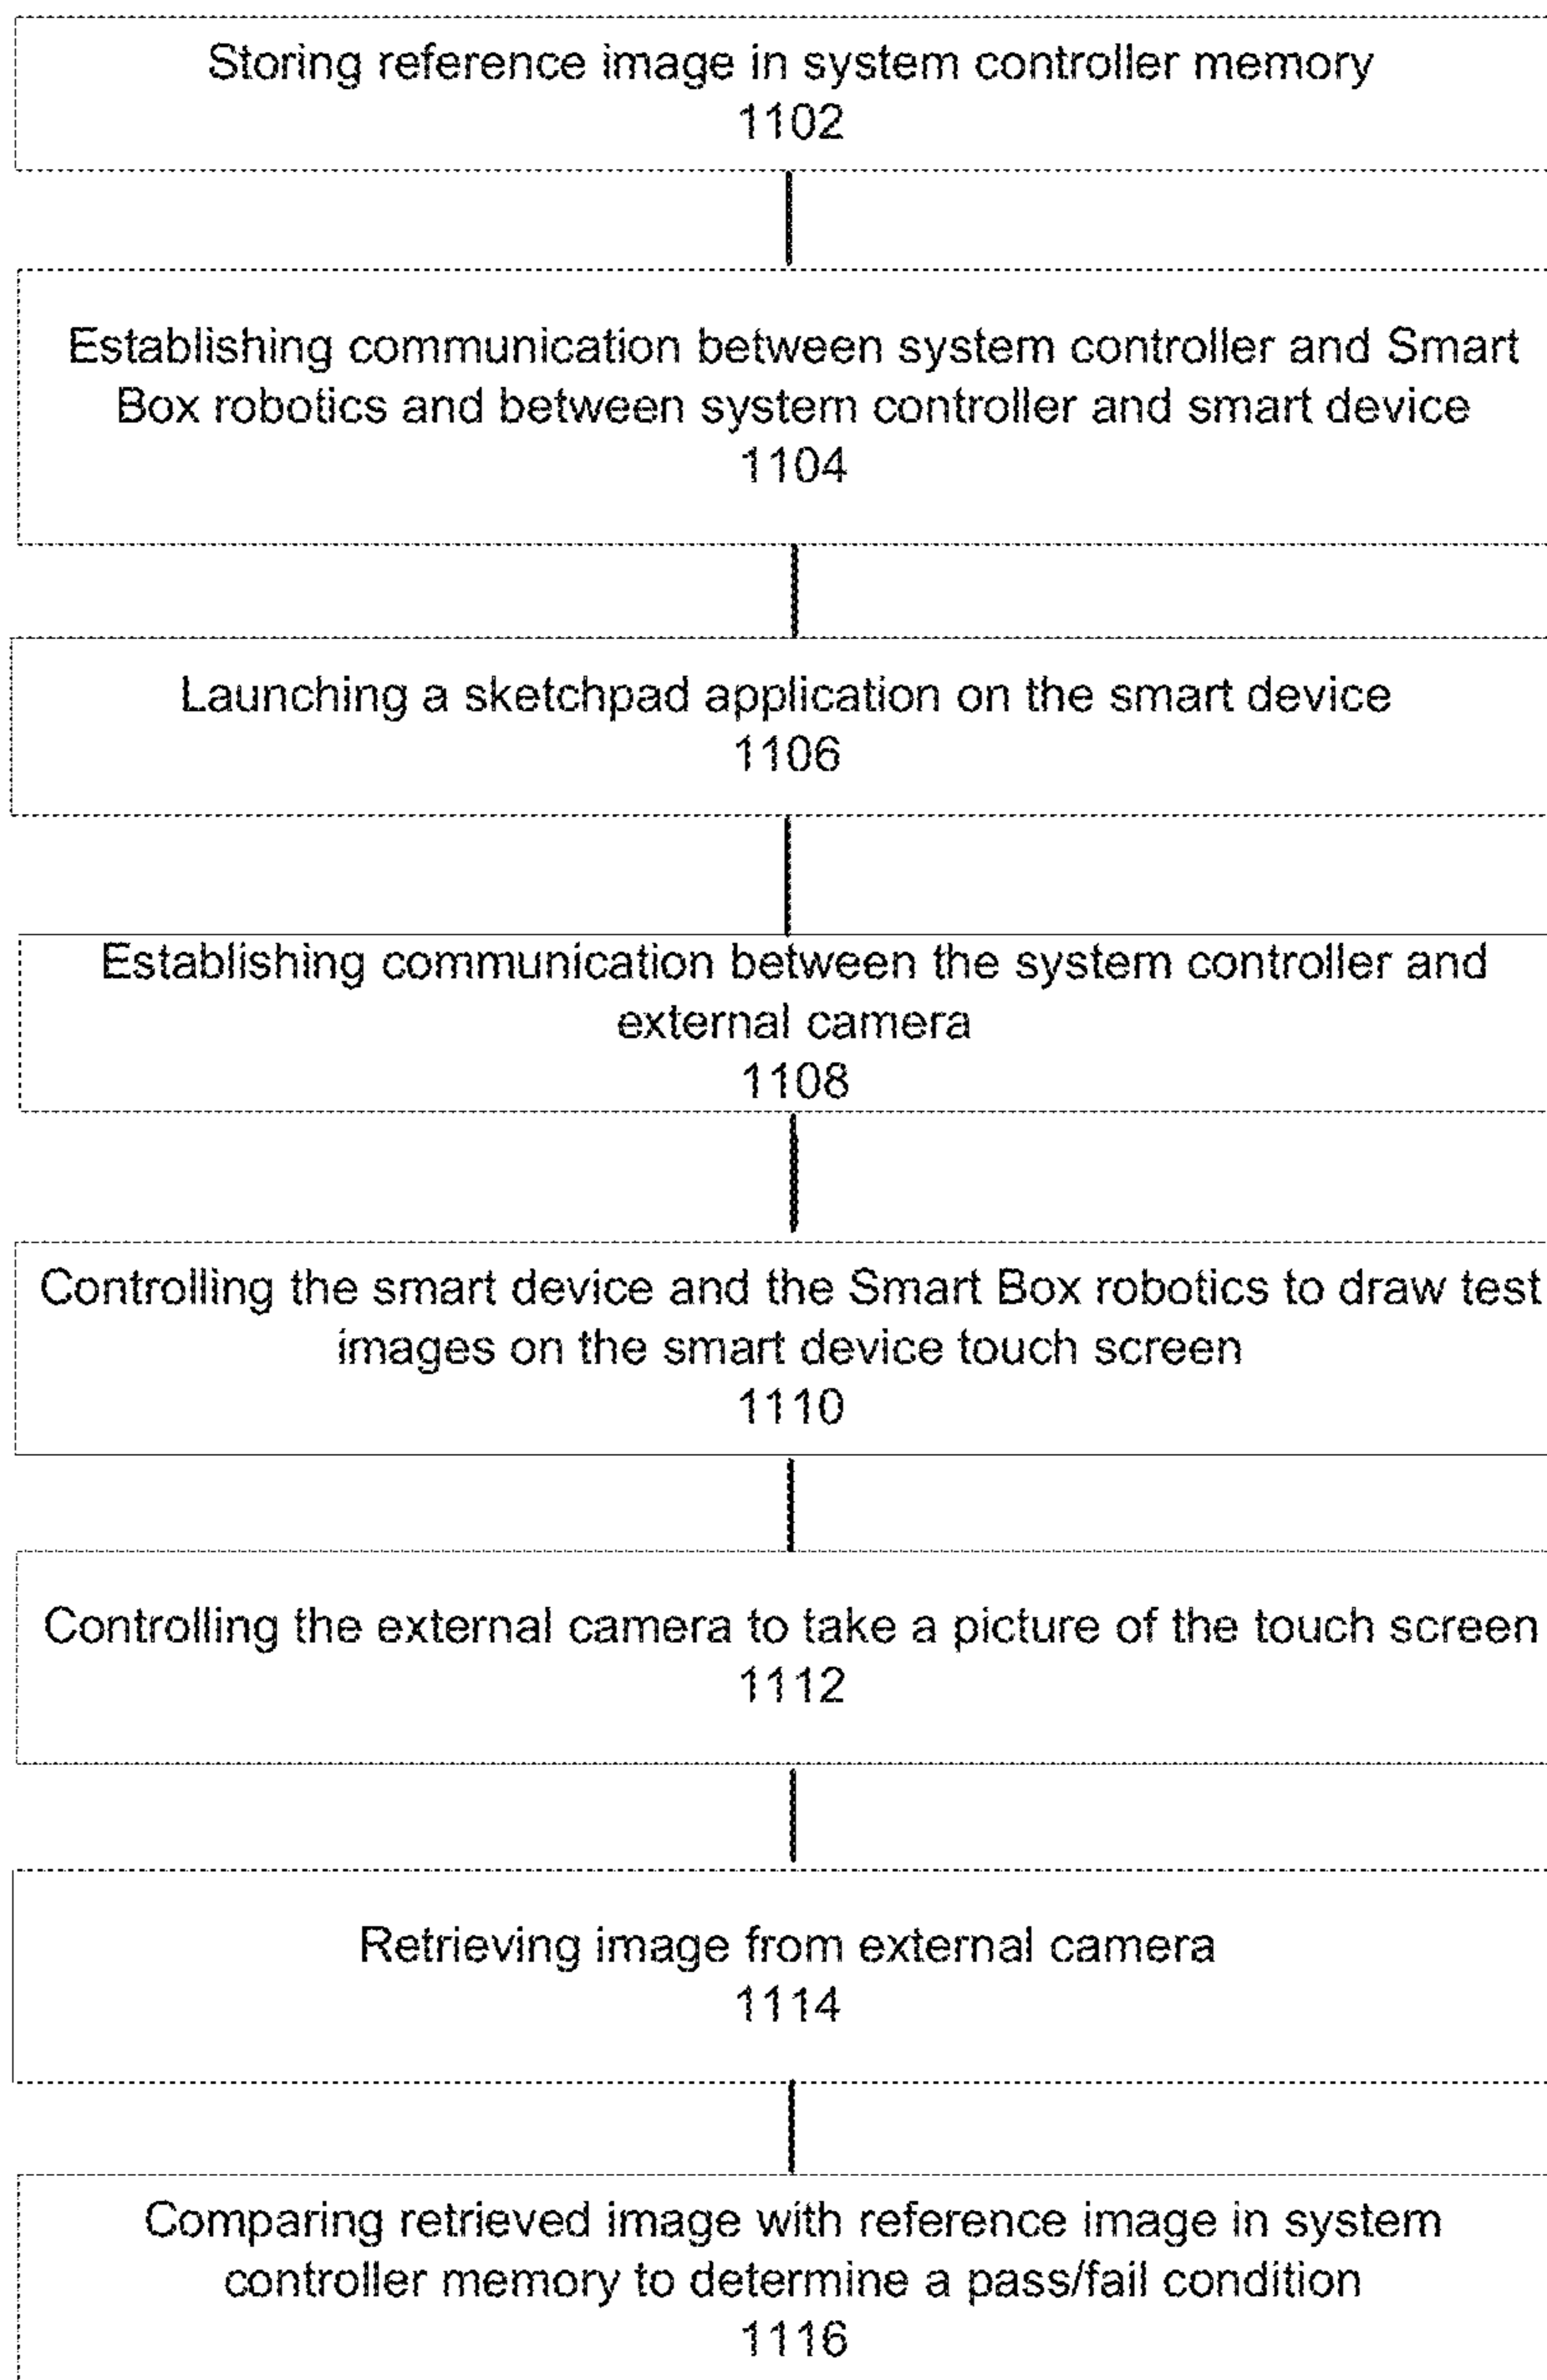 Storing reference image in system controller memory
1102
Establishing communication between system controller and Smart
Box robotics and between system controller and smart device
1104
Launching a sketchpad application on the smart device
1106
Establishing communication between the system controller and
external camera
1108
Controlling the smart device and the Smart Box robotics to draw test
images on the smart device touch screen
1110
Controlling the external camera to take a picture of the touch screen
1112
Retrieving image from external camera
1114
Comparing retrieved image with reference image in system
controller memory to determine a pass/fail condition
1116